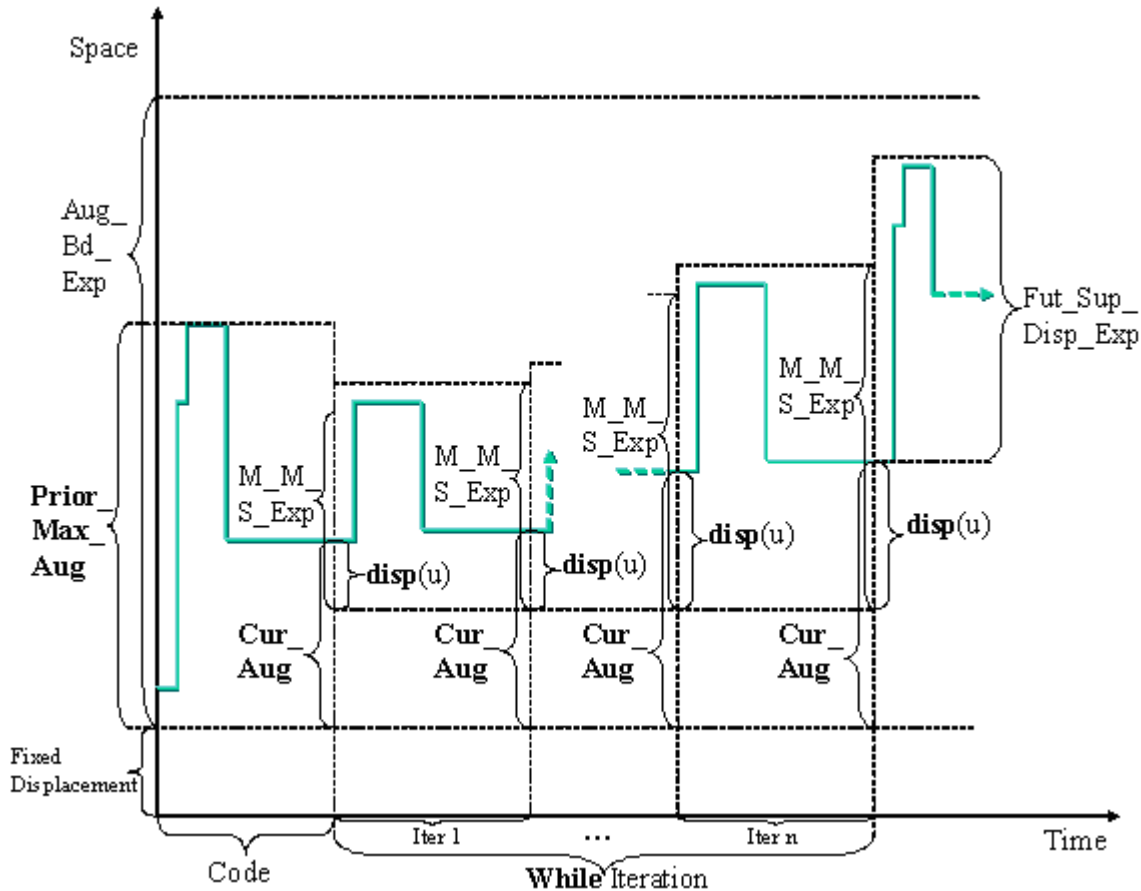 Space
Aug_
Bd_
Exp
Fut_Sup_
Disp_Exp
M_M_
S_Exp
M_M_
S_Exp
M_M_
S_Exp
M_M_
S_Exp
Prior_
Max_
Aug
disp(u)
disp(u)
disp(u)
disp(u)
Cur_
Aug
Cur_
Aug
Cur_
Aug
Cur_
Aug
Fixed
Displacement
Iter 1
...
Iter n
Time
Code
While Iteration